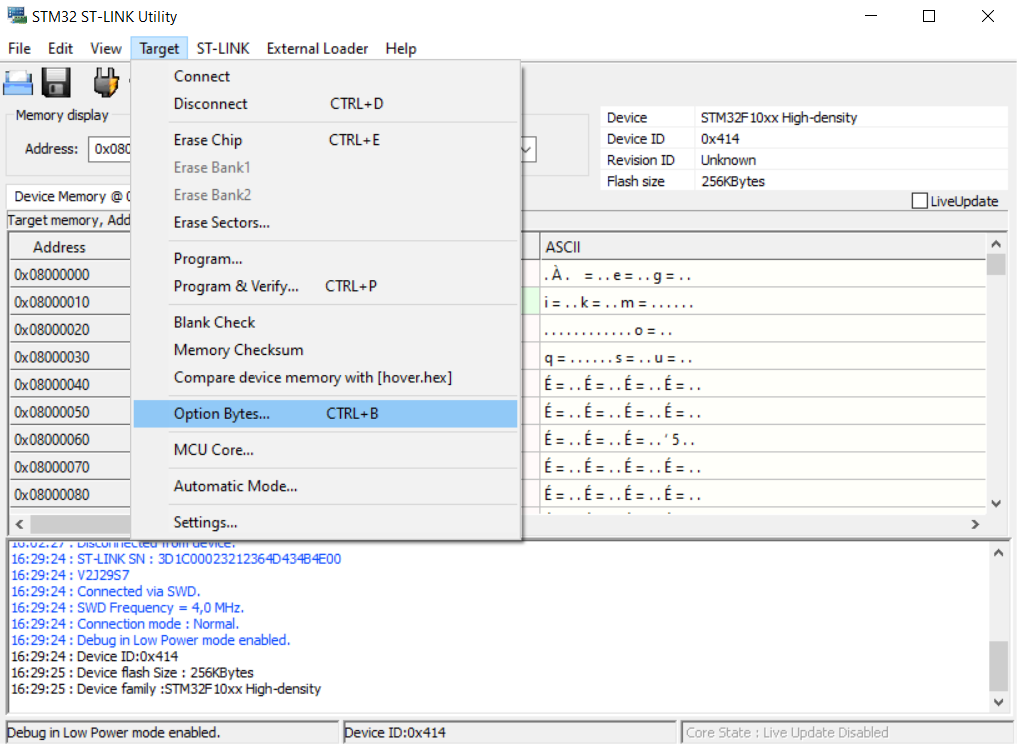 STM32 ST-LINK Utility
File Edit View Target ST-LINK External Loader Help
Connect
Disconnect CTRL+D
Erase Chip CTRL+E
Erase Bank1
Erase Bank2
Erase Sectors...
Program...
Program & Verify... CTRL+P
Blank Check
Memory Checksum
Compare device memory with [hover.hex]
Option Bytes... CTRL+B
MCU Core...
Automatic Mode...
Settings...
Memory display
Address: 0x080
Device STM32F10xx High-density
Device ID 0x414
Revision ID Unknown
Flash size 256KBytes
LiveUpdate
Device Memory @ 0
Target memory, Add
Address ASCII
0x08000000 .À. =..e=.g=..
0x08000010 i=..k=..m=......
0x08000020 ............o=..
0x08000030 q=......s=..u=..
0x08000040 É=..É=..É=..É=..
0x08000050 É=..É=..É=..É=..
0x08000060 É=..É=..É=..'5..
0x08000070 É=..É=..É=..É=..
0x08000080 É=..É=..É=..É=..
16:02:27 : Disconnected from device.
16:29:24 : ST-LINK SN : 3D1C00023212364D434B4E00
16:29:24 : V2J29S7
16:29:24 : Connected via SWD.
16:29:24 : SWD Frequency = 4,0 MHz.
16:29:24 : Connection mode : Normal.
16:29:24 : Debug in Low Power mode enabled.
16:29:24 : Device ID:0x414
16:29:25 : Device flash Size : 256KBytes
16:29:25 : Device family :STM32F10xx High-density
Debug in Low Power mode enabled. Device ID:0x414 Core State : Live Update Disabled